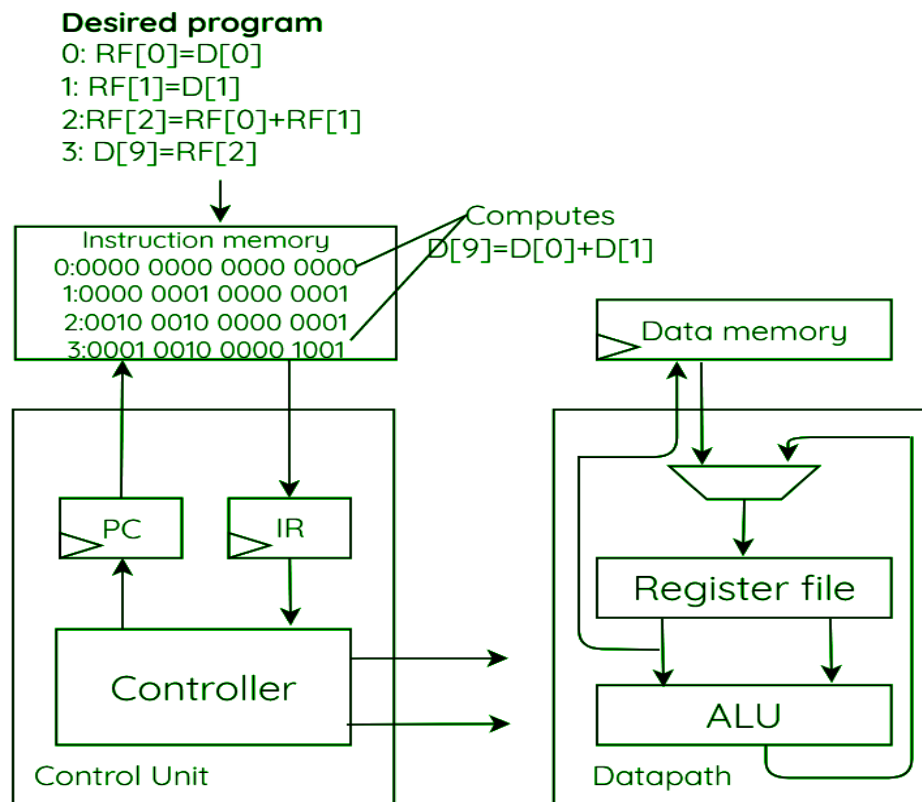 Desired program
0: RF[0]=D[0]
1: RF[1]=D[1]
2:RF[2]=RF[0]+RF[1]
3: D[9]=RF[2]
Instruction memory
0:0000 0000 0000 0000
1:0000 0001 0000 0001
2:0010 0010 0000 0001
3:0001 0010 0000 1001
Computes
D[9]=D[0]+D[1]
Data memory
PC
IR
Controller
Control Unit
Register file
ALU
Datapath